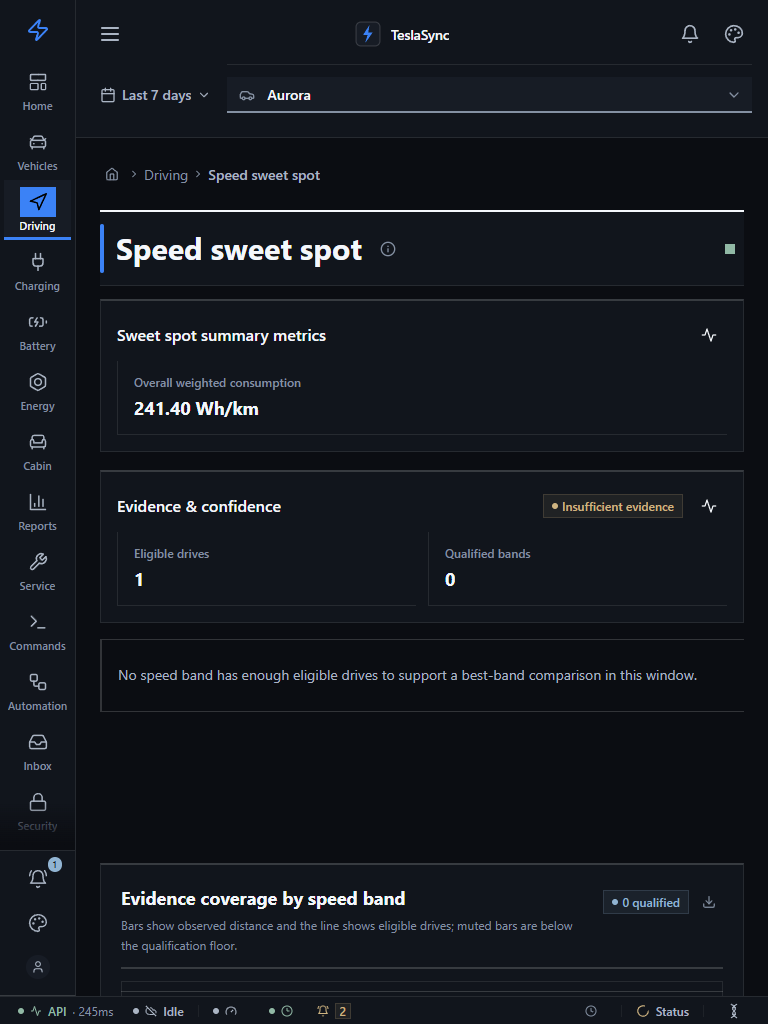 TeslaSync
Last 7 days
Aurora
Home
Vehicles
Driving
Charging
Battery
Energy
Cabin
Reports
Service
Commands
Automation
Inbox
Security
1
Driving
Speed sweet spot
Speed sweet spot
Sweet spot summary metrics
Overall weighted consumption
241.40 Wh/km
Evidence & confidence
Insufficient evidence
Eligible drives
1
Qualified bands
0
No speed band has enough eligible drives to support a best-band comparison in this window.
Evidence coverage by speed band
0 qualified
Bars show observed distance and the line shows eligible drives; muted bars are below
the qualification floor.
API · 245ms
Idle
2
Status